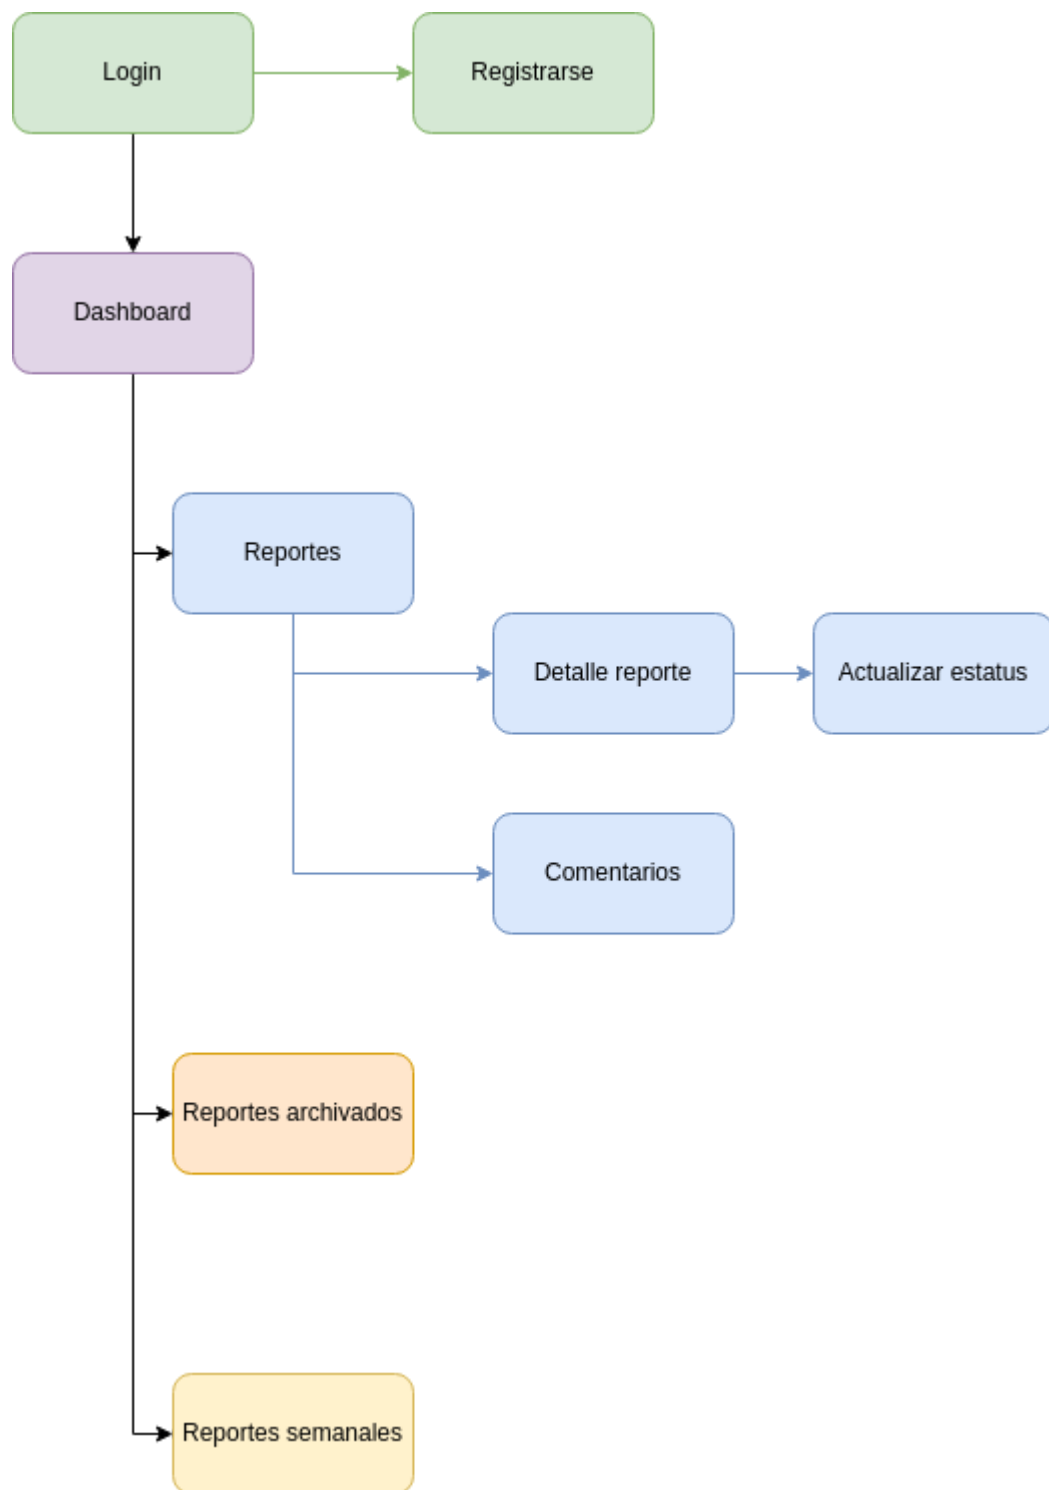 Login
Registrarse
Dashboard
Reportes
Detalle reporte
Actualizar estatus
Comentarios
Reportes archivados
Reportes semanales